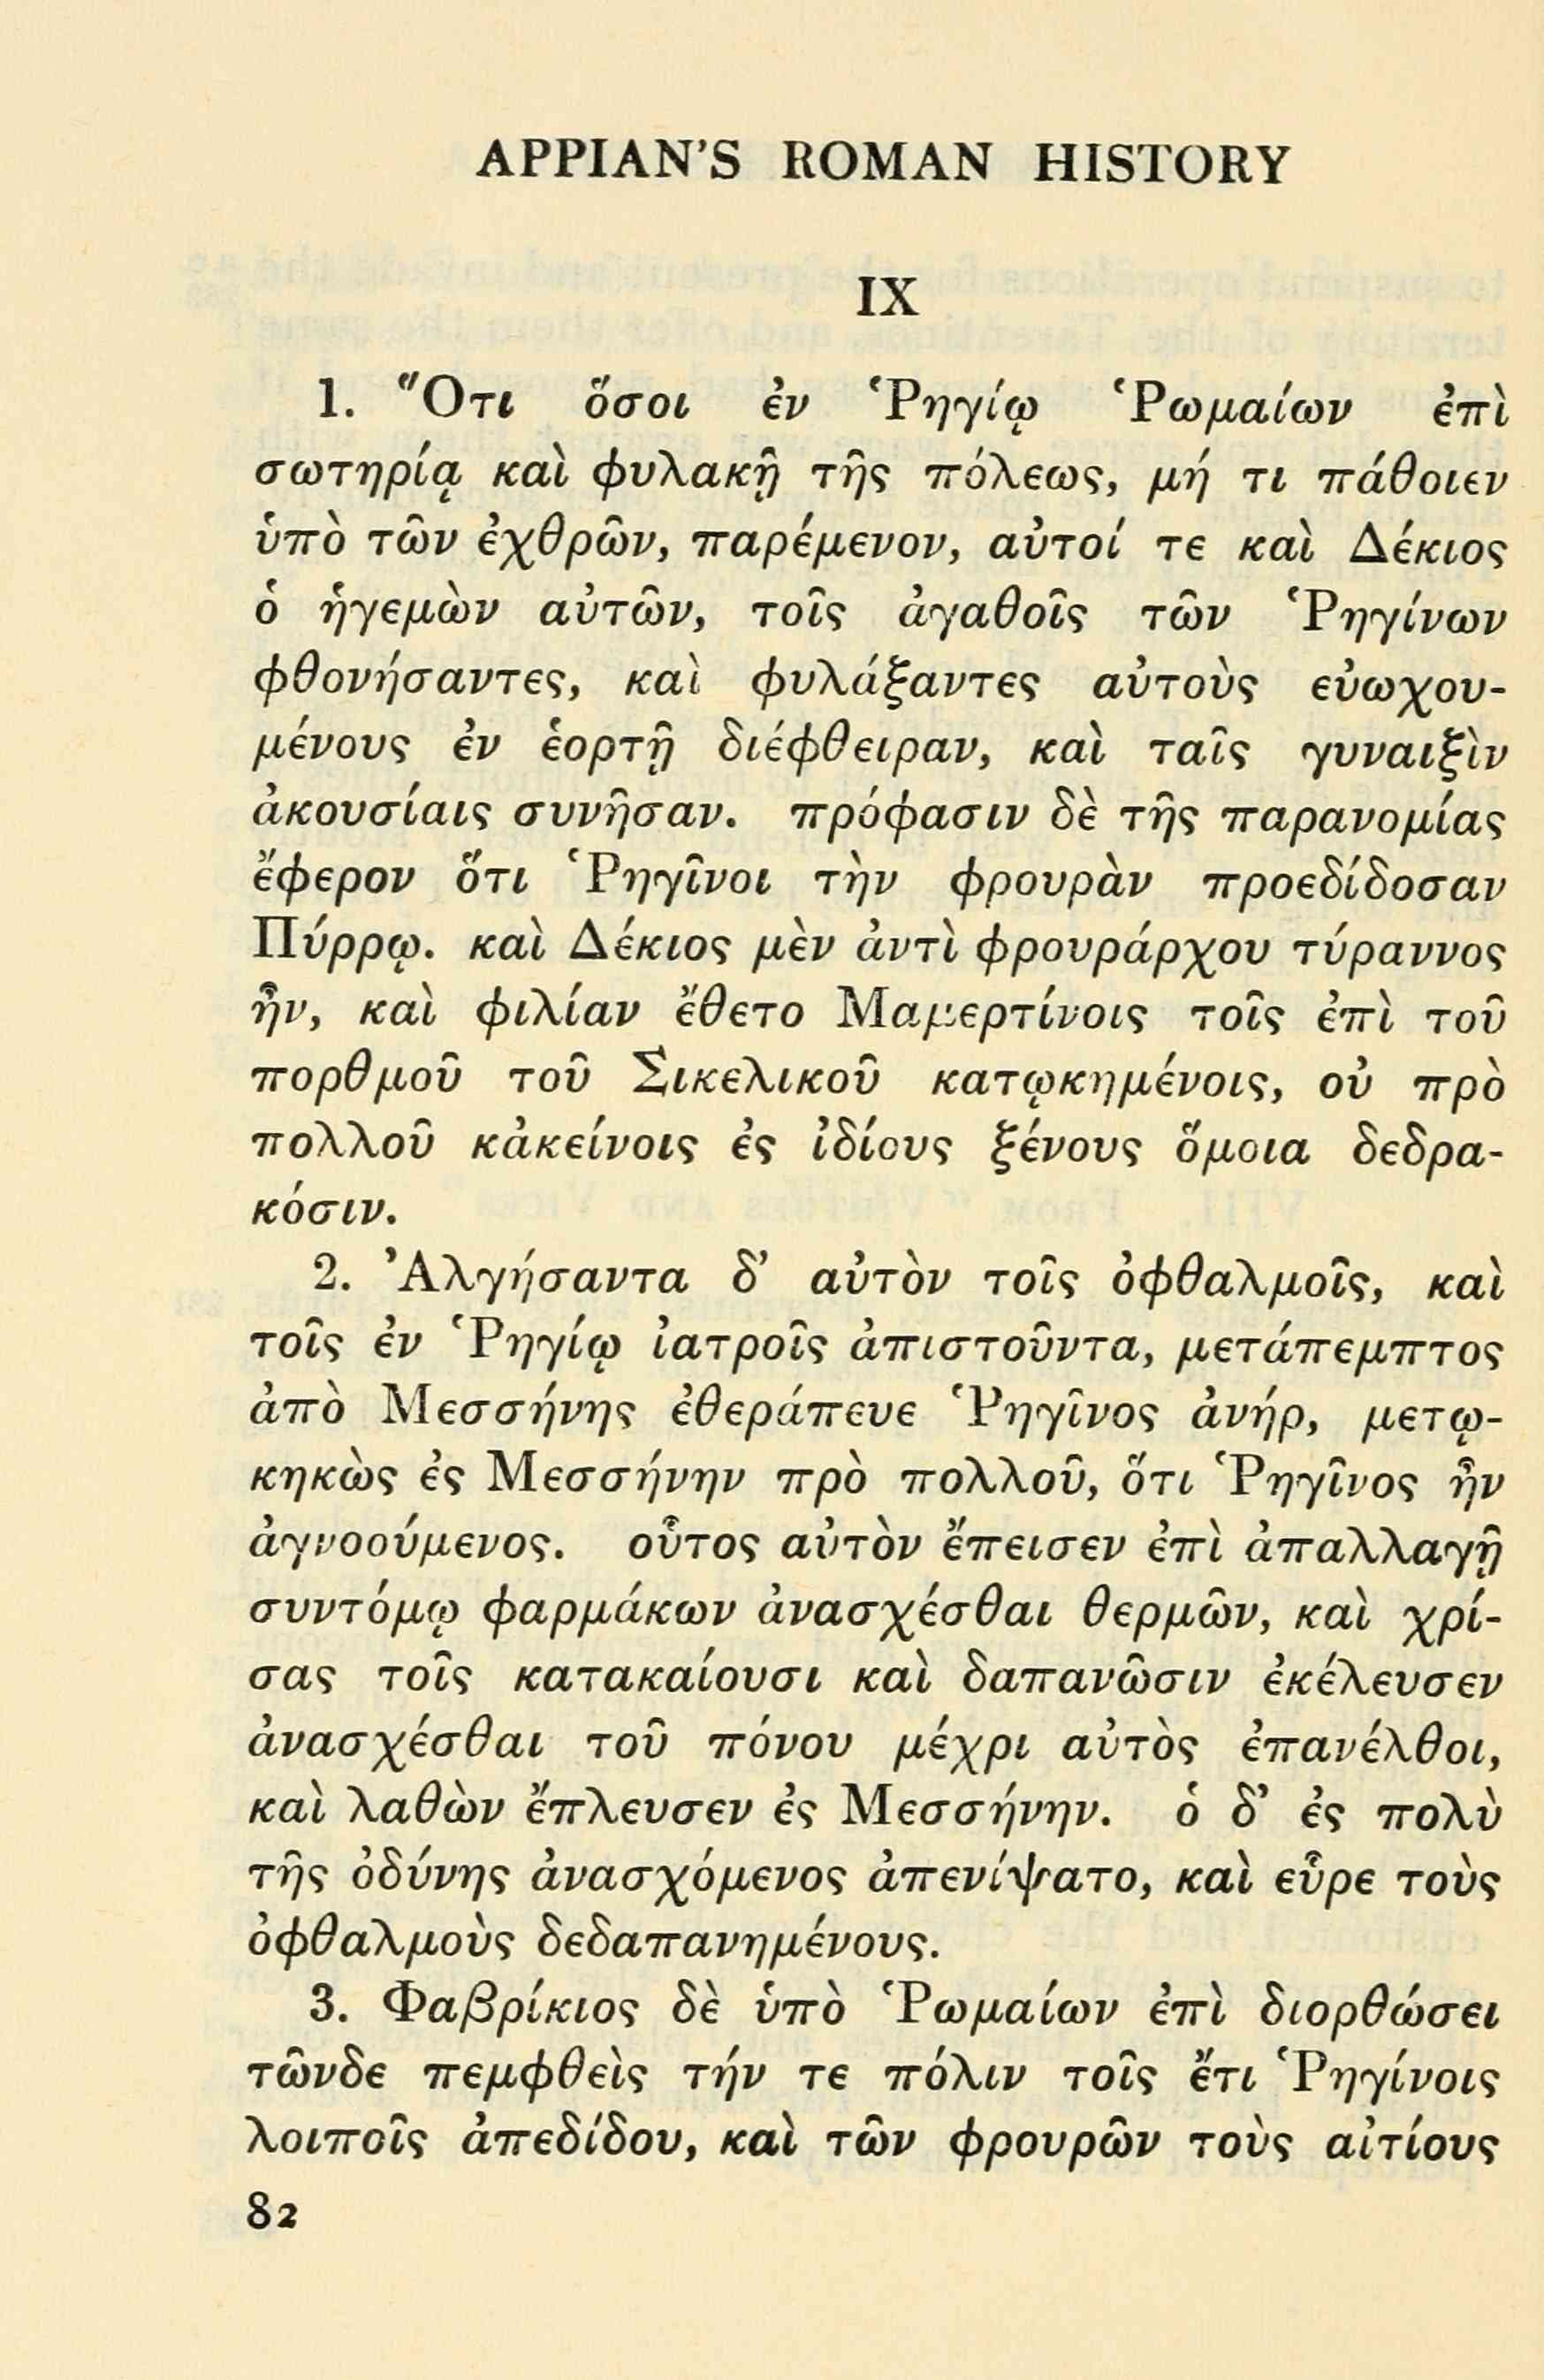 APPIAN'S ROMAN HISTORY
IX
1. Ὅτι ὅσοι ἐν Ῥηγίῳ Ῥωμαίων ἐπὶ
σωτηρίᾳ καὶ φυλακῇ τῆς πόλεως, μή τι πάθοιεν
ὑπὸ τῶν ἐχθρῶν, παρέμενον, αὐτοί τε καὶ Δέκιος
ὁ ἡγεμὼν αὐτῶν, τοῖς ἀγαθοῖς τῶν Ῥηγίνων
φθονήσαντες, καὶ φυλάξαντες αὐτοὺς εὐωχου-
μένους ἐν ἑορτῇ διέφθειραν, καὶ ταῖς γυναιξὶν
ἀκουσίαις συνῆσαν. πρόφασιν δὲ τῆς παρανομίας
ἔφερον ὅτι Ῥηγῖνοι τὴν φρουρὰν προεδίδοσαν
Πύρρῳ. καὶ Δέκιος μὲν ἀντὶ φρουράρχου τύραννος
ἦν, καὶ φιλίαν ἔθετο Μαμερτίνοις τοῖς ἐπὶ τοῦ
πορθμοῦ τοῦ Σικελικοῦ κατῳκημένοις, οὐ πρὸ
πολλοῦ κἀκείνοις ἐς ἰδίους ξένους ὅμοια δεδρα-
κόσιν.
2. Ἀλγήσαντα δ' αὐτὸν τοῖς ὀφθαλμοῖς, καὶ
τοῖς ἐν Ῥηγίῳ ἰατροῖς ἀπιστοῦντα, μετάπεμπτος
ἀπὸ Μεσσήνης ἐθεράπευε Ῥηγῖνος ἀνήρ, μετῳ-
κηκὼς ἐς Μεσσήνην πρὸ πολλοῦ, ὅτι Ῥηγῖνος ἦν
ἀγνοούμενος. οὗτος αὐτὸν ἔπεισεν ἐπὶ ἀπαλλαγῇ
συντόμῳ φαρμάκων ἀνασχέσθαι θερμῶν, καὶ χρί-
σας τοῖς κατακαίουσι καὶ δαπανῶσιν ἐκέλευσεν
ἀνασχέσθαι τοῦ πόνου μέχρι αὐτὸς ἐπανέλθοι,
καὶ λαθὼν ἔπλευσεν ἐς Μεσσήνην. ὁ δ' ἐς πολὺ
τῆς ὀδύνης ἀνασχόμενος ἀπενίψατο, καὶ εὗρε τοὺς
ὀφθαλμοὺς δεδαπανημένους.
3. Φαβρίκιος δὲ ὑπὸ Ῥωμαίων ἐπὶ διορθώσει
τῶνδε πεμφθεὶς τήν τε πόλιν τοῖς ἔτι Ῥηγίνοις
λοιποῖς ἀπεδίδου, καὶ τῶν φρουρῶν τοὺς αἰτίους
82